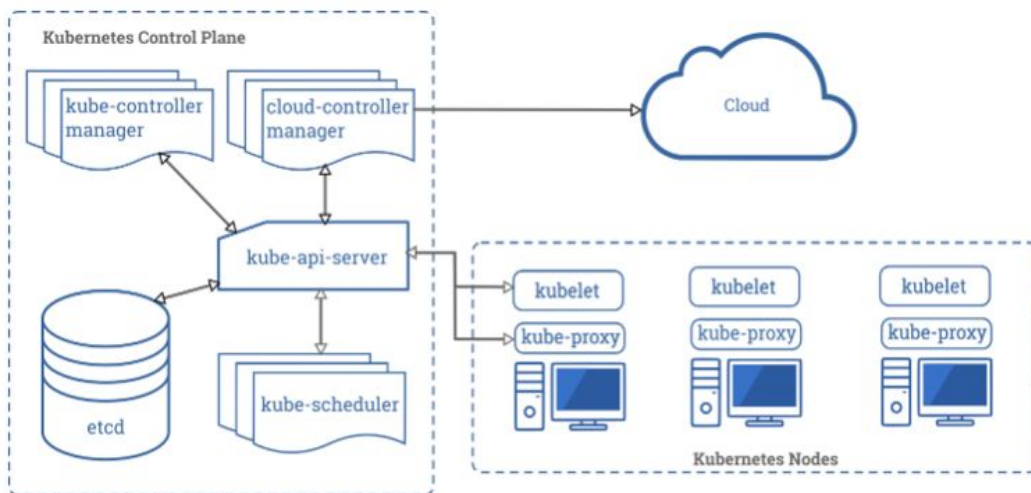 Kubernetes Control Plane
kube-controller
manager
cloud-controller
manager
Cloud
kube-api-server
kubelet
kubelet
kubelet
kube-proxy
kube-proxy
kube-proxy
etcd
kube-scheduler
Kubernetes Nodes